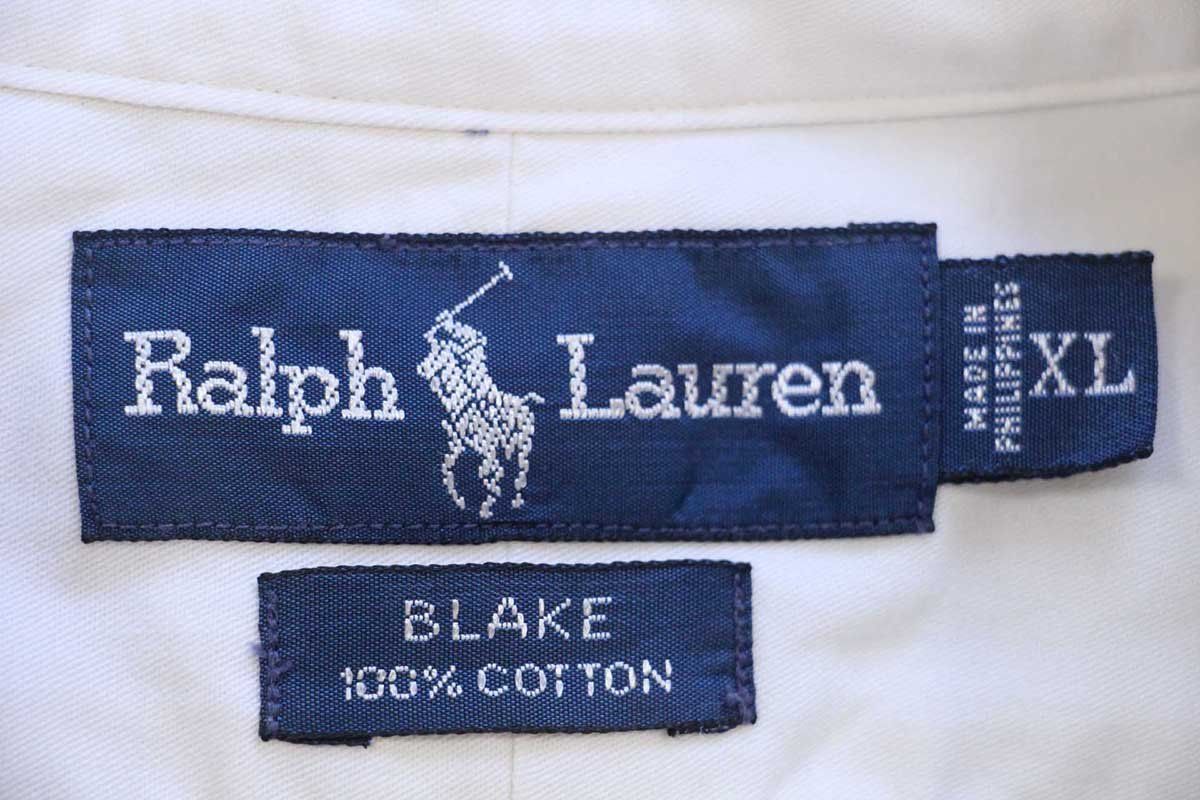 Ralph Lauren
MADE IN
PHILIPPINES
XL
BLAKE
100% COTTON